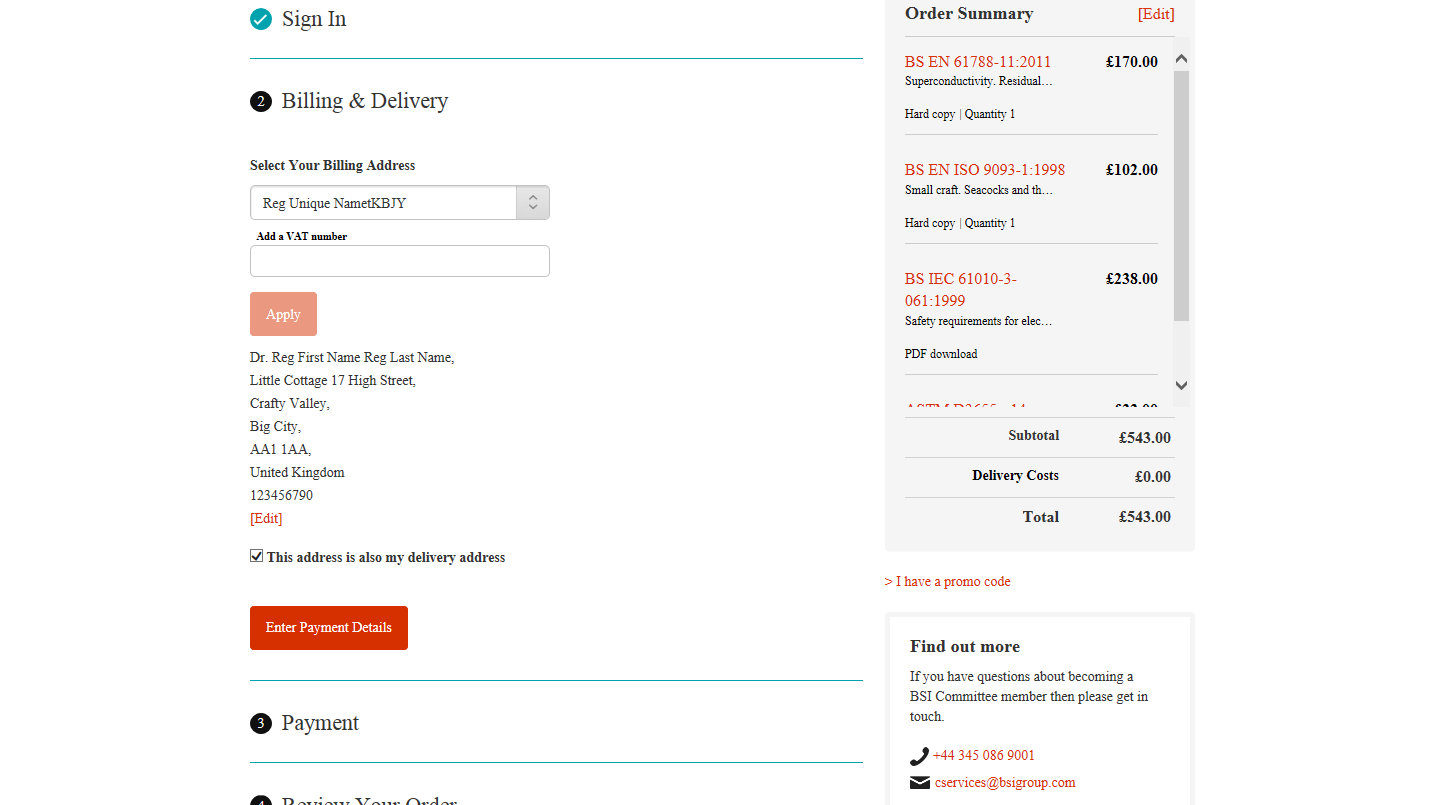 Sign In
2 Billing & Delivery
Select Your Billing Address
Reg Unique NametKBJY
Add a VAT number
Apply
Dr. Reg First Name Reg Last Name,
Little Cottage 17 High Street,
Crafty Valley,
Big City,
AA1 1AA,
United Kingdom
123456790
[Edit]
This address is also my delivery address
Enter Payment Details
3 Payment
4 Review Your Order
Order Summary [Edit]
BS EN 61788-11:2011 £170.00
Superconductivity. Residual…
Hard copy | Quantity 1
BS EN ISO 9093-1:1998 £102.00
Small craft. Seacocks and th…
Hard copy | Quantity 1
BS IEC 61010-3- £238.00
061:1999
Safety requirements for elec…
PDF download
Subtotal £543.00
Delivery Costs £0.00
Total £543.00
> I have a promo code
Find out more
If you have questions about becoming a
BSI Committee member then please get in
touch.
+44 345 086 9001
cservices@bsigroup.com